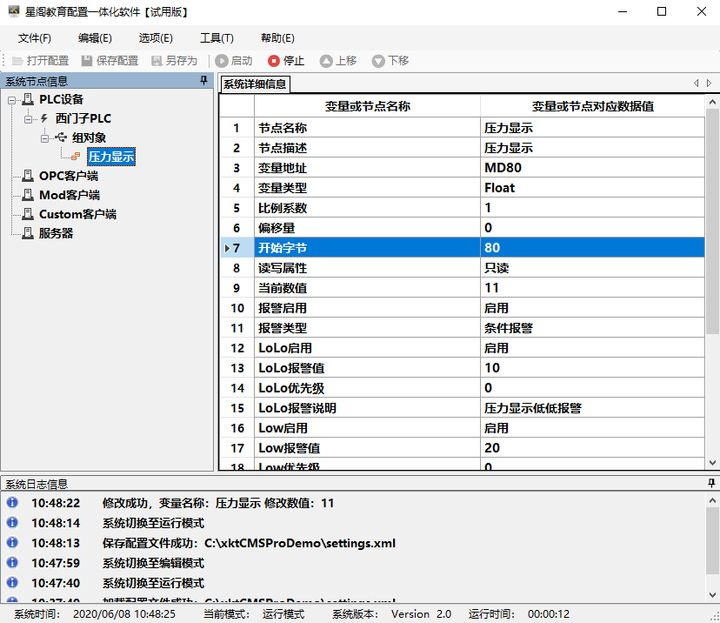 星阁教育配置一体化软件【试用版】
文件(F) 编辑(E) 选项(E) 工具(T) 帮助(E)
打开配置 保存配置 另存为 启动 停止 上移 下移
系统节点信息
PLC设备
西门子PLC
组对象
压力显示
OPC客户端
Mod客户端
Custom客户端
服务器
系统详细信息
变量或节点名称 变量或节点对应数据值
1 节点名称 压力显示
2 节点描述 压力显示
3 变量地址 MD80
4 变量类型 Float
5 比例系数 1
6 偏移量 0
7 开始字节 80
8 读写属性 只读
9 当前数值 11
10 报警启用 启用
11 报警类型 条件报警
12 LoLo启用 启用
13 LoLo报警值 10
14 LoLo优先级 0
15 LoLo报警说明 压力显示低低报警
16 Low启用 启用
17 Low报警值 20
18 Low优先级 0
系统日志信息
10:48:22 修改成功，变量名称：压力显示 修改数值：11
10:48:14 系统切换至运行模式
10:48:13 保存配置文件成功：C:\xktCMSProDemo\settings.xml
10:47:59 系统切换至编辑模式
10:47:40 系统切换至运行模式
加载配置文件成功：C:\xktCMSProDemo\settings.xml
系统时间： 2020/06/08 10:48:25 当前模式： 运行模式 系统版本： Version 2.0 运行时间： 00:00:12